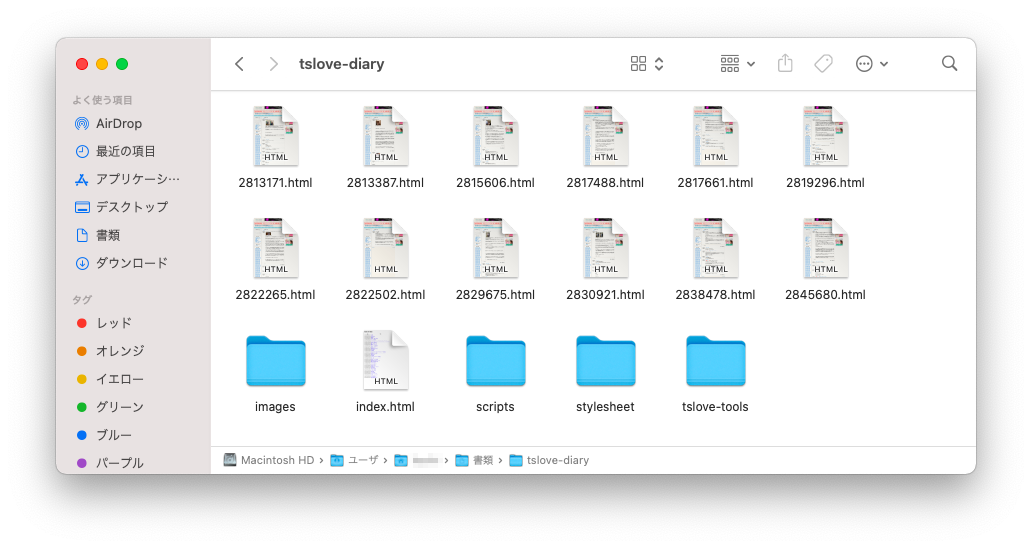 tslove-diary
よく使う項目
AirDrop
最近の項目
アプリケーシ…
デスクトップ
書類
ダウンロード
タグ
レッド
オレンジ
イエロー
グリーン
ブルー
パープル
HTML HTML HTML HTML HTML HTML
2813171.html 2813387.html 2815606.html 2817488.html 2817661.html 2819296.html
HTML HTML HTML HTML HTML HTML
2822265.html 2822502.html 2829675.html 2830921.html 2838478.html 2845680.html
HTML
images index.html scripts stylesheet tslove-tools
Macintosh HD › ユーザ › › 書類 › tslove-diary